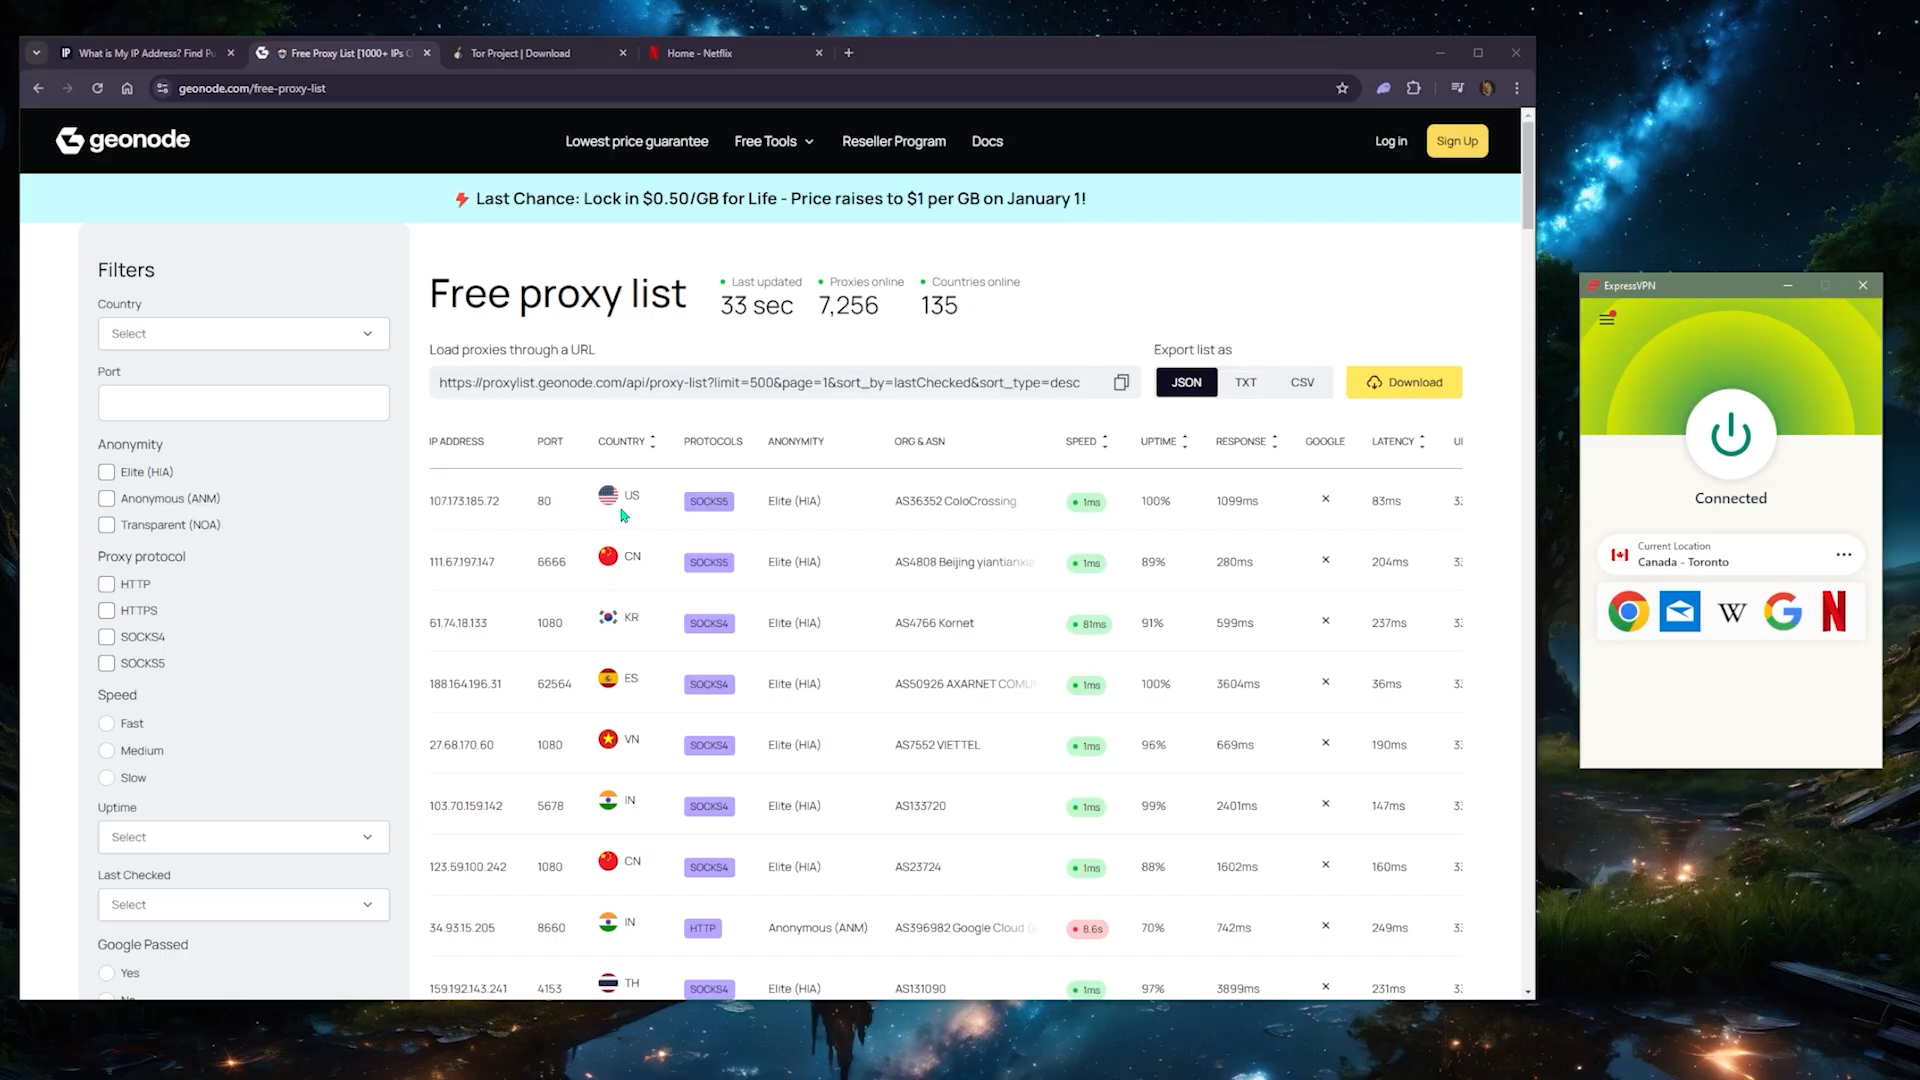 IP What is My IP Address? Find Pu
Free Proxy List [1000+ IPs
Tor Project | Download
Home - Netflix
geonode.com/free-proxy-list
geonode
Lowest price guarantee
Free Tools
Reseller Program
Docs
Log in
Sign Up
Last Chance: Lock in $0.50/GB for Life - Price raises to $1 per GB on January 1!
Filters
Country
Select
Port
Anonymity
Elite (HIA)
Anonymous (ANM)
Transparent (NOA)
Proxy protocol
HTTP
HTTPS
SOCKS4
SOCKS5
Speed
Fast
Medium
Slow
Uptime
Select
Last Checked
Select
Google Passed
Yes
No
Free proxy list
Last updated
33 sec
Proxies online
7,256
Countries online
135
Load proxies through a URL
https://proxylist.geonode.com/api/proxy-list?limit=500&page=1&sort_by=lastChecked&sort_type=desc
Export list as
JSON TXT CSV
Download
IP ADDRESS PORT COUNTRY PROTOCOLS ANONYMITY ORG & ASN SPEED UPTIME RESPONSE GOOGLE LATENCY
107.173.185.72 80 US SOCKS5 Elite (HIA) AS36352 ColoCrossing 1ms 100% 1099ms × 83ms
111.67.197.147 6666 CN SOCKS5 Elite (HIA) AS4808 Beijing yiantianxia 1ms 89% 280ms × 204ms
61.74.18.133 1080 KR SOCKS4 Elite (HIA) AS4766 Kornet 81ms 91% 599ms × 237ms
188.164.196.31 62564 ES SOCKS4 Elite (HIA) AS50926 AXARNET COMU 1ms 100% 3604ms × 36ms
27.68.170.60 1080 VN SOCKS4 Elite (HIA) AS7552 VIETTEL 1ms 96% 669ms × 190ms
103.70.159.142 5678 IN SOCKS4 Elite (HIA) AS133720 1ms 99% 2401ms × 147ms
123.59.100.242 1080 CN SOCKS4 Elite (HIA) AS23724 1ms 88% 1602ms × 160ms
34.93.15.205 8660 IN HTTP Anonymous (ANM) AS396982 Google Cloud 8.6s 70% 742ms × 249ms
159.192.143.241 4153 TH SOCKS4 Elite (HIA) AS131090 1ms 97% 3899ms × 231ms
ExpressVPN
Connected
Current Location
Canada - Toronto
W G N